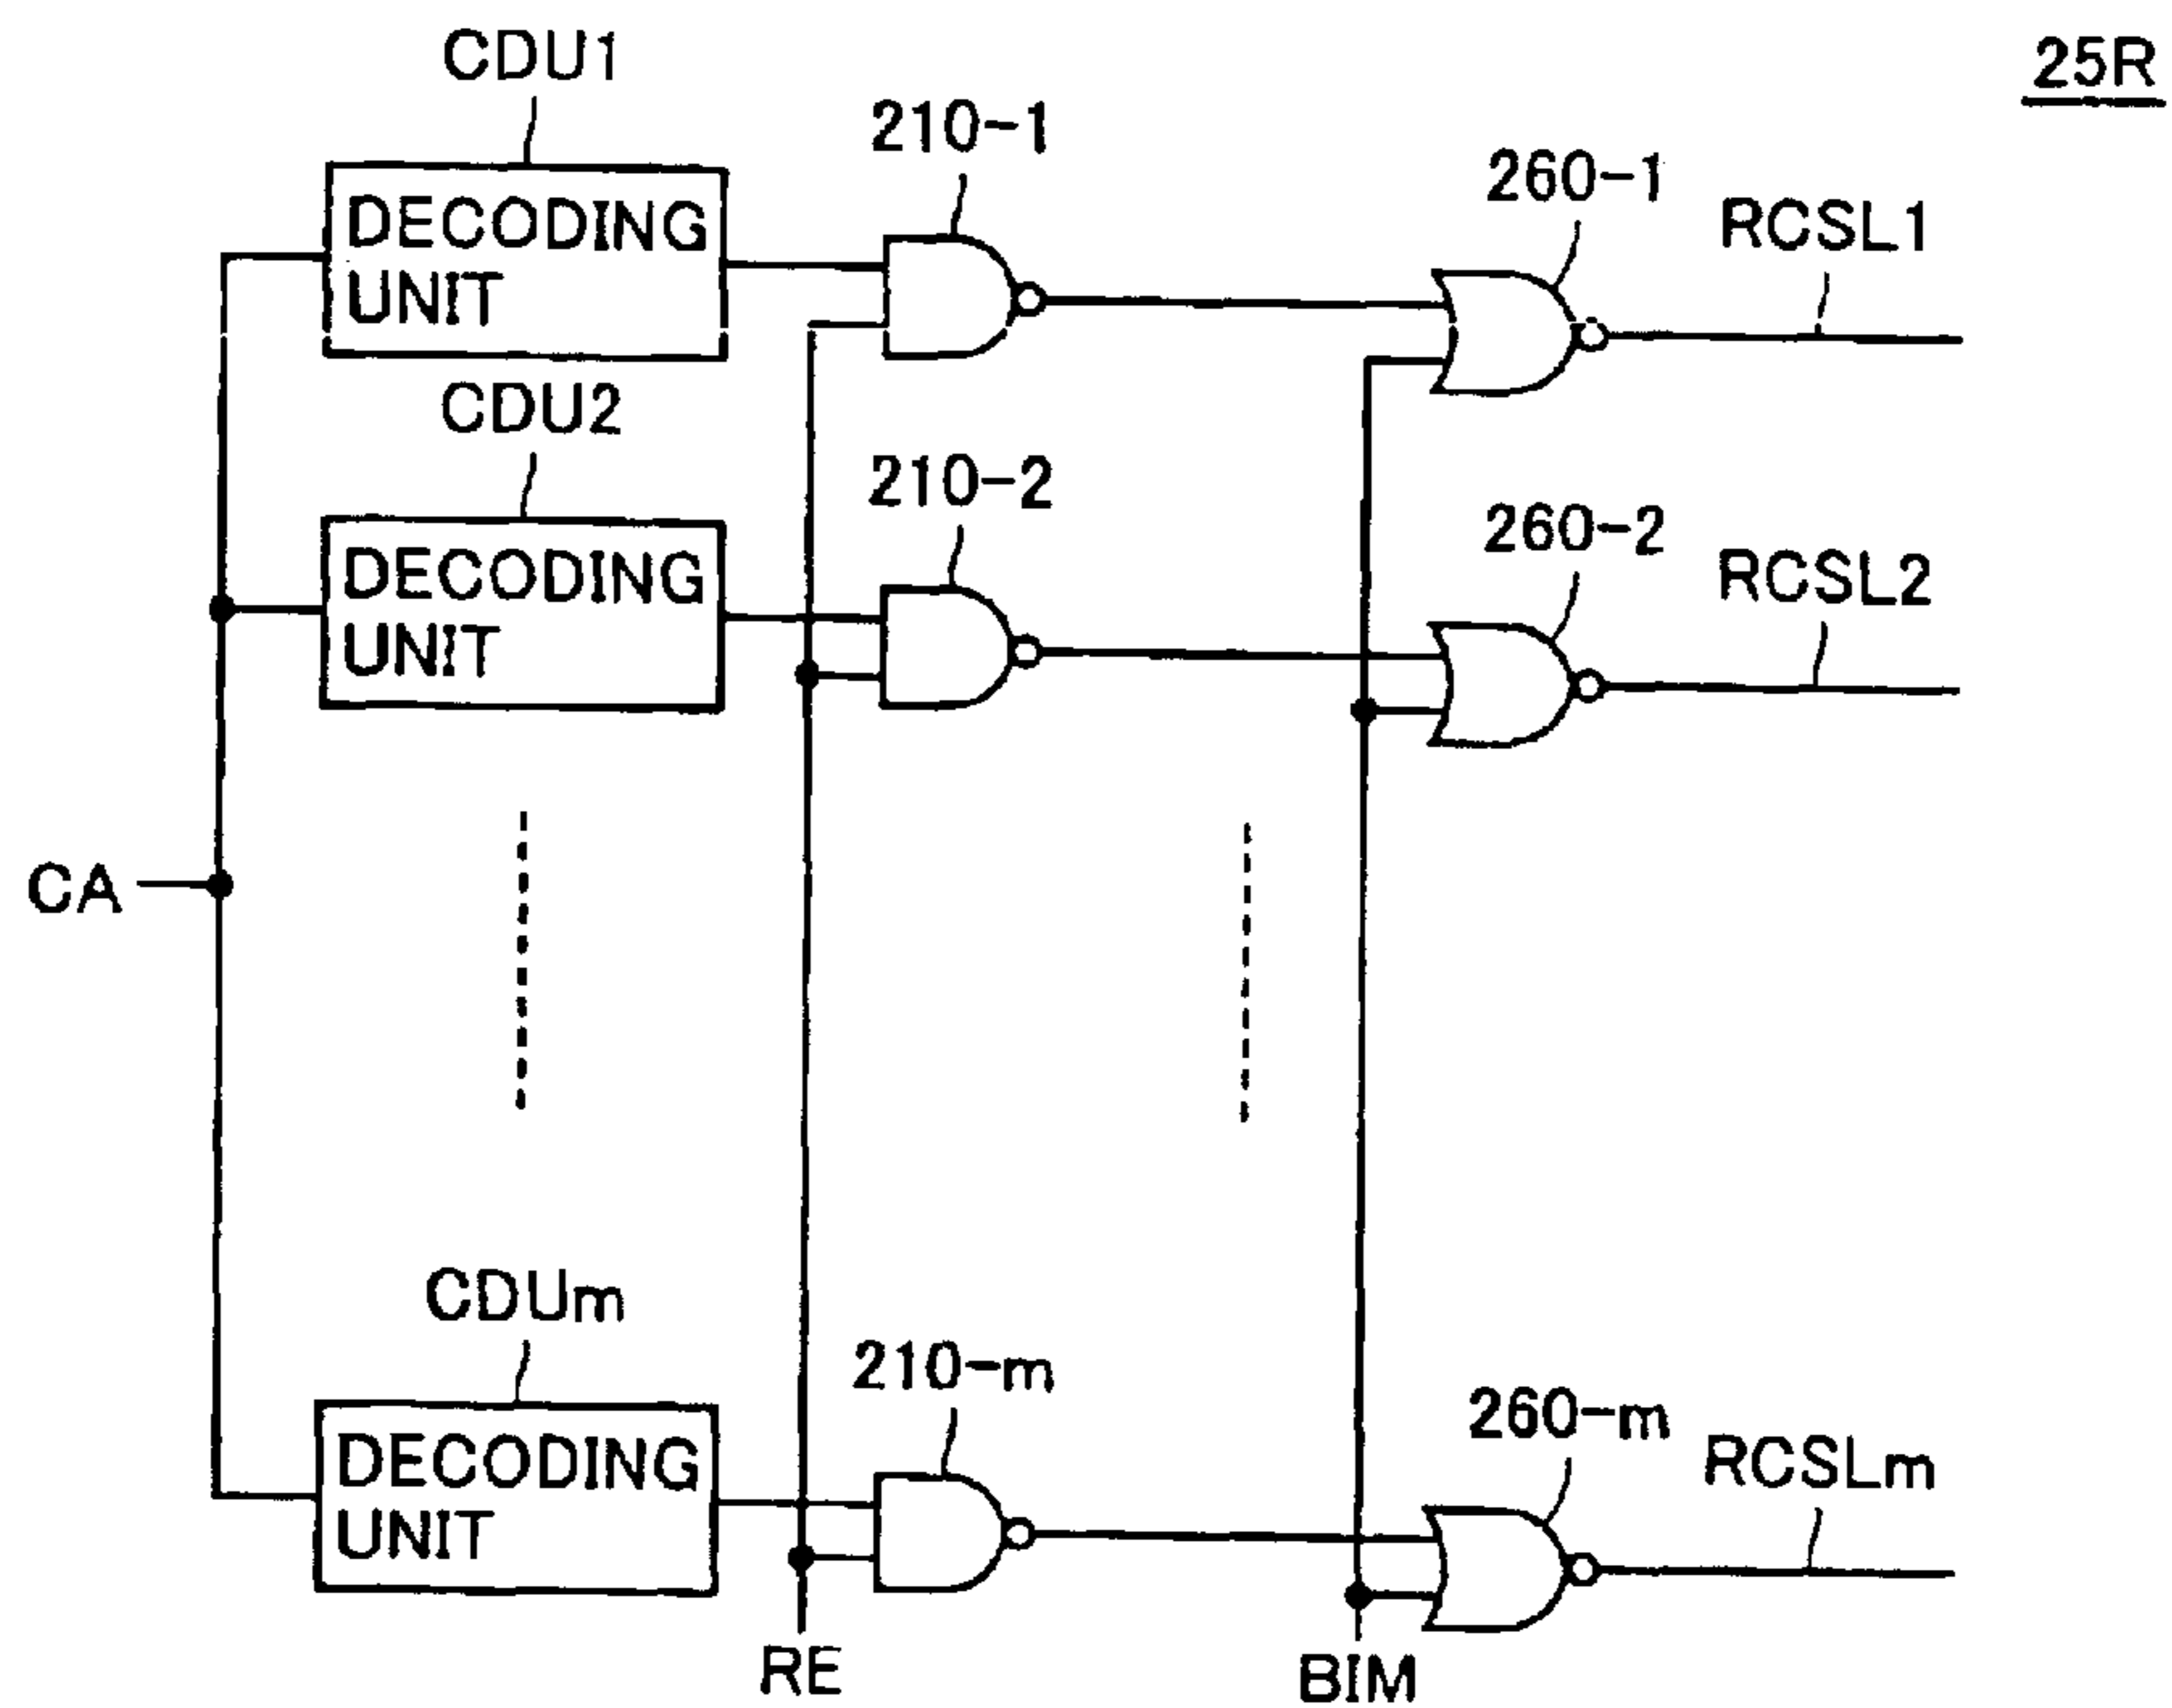 25R
CDU1
210-1
260-1
RCSL1
DECODING
UNIT
CDU2
210-2
260-2
RCSL2
DECODING
UNIT
CA
CDUm
210-m
260-m
RCSLm
DECODING
UNIT
RE
BIM